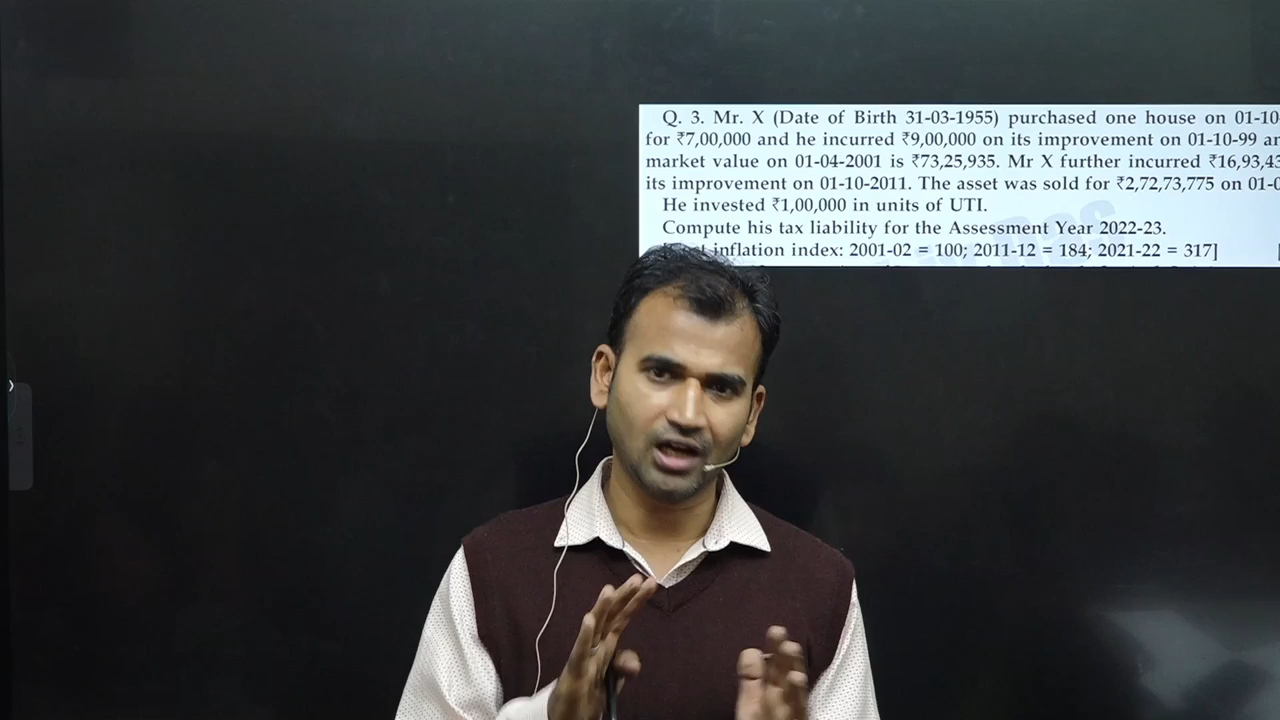 Q. 3. Mr. X (Date of Birth 31-03-1955) purchased one house on 01-10-
for ₹7,00,000 and he incurred ₹9,00,000 on its improvement on 01-10-99 an
market value on 01-04-2001 is ₹73,25,935. Mr X further incurred ₹16,93,43
its improvement on 01-10-2011. The asset was sold for ₹2,72,73,775 on 01-0
He invested ₹1,00,000 in units of UTI.
Compute his tax liability for the Assessment Year 2022-23.
inflation index: 2001-02 = 100; 2011-12 = 184; 2021-22 = 317]